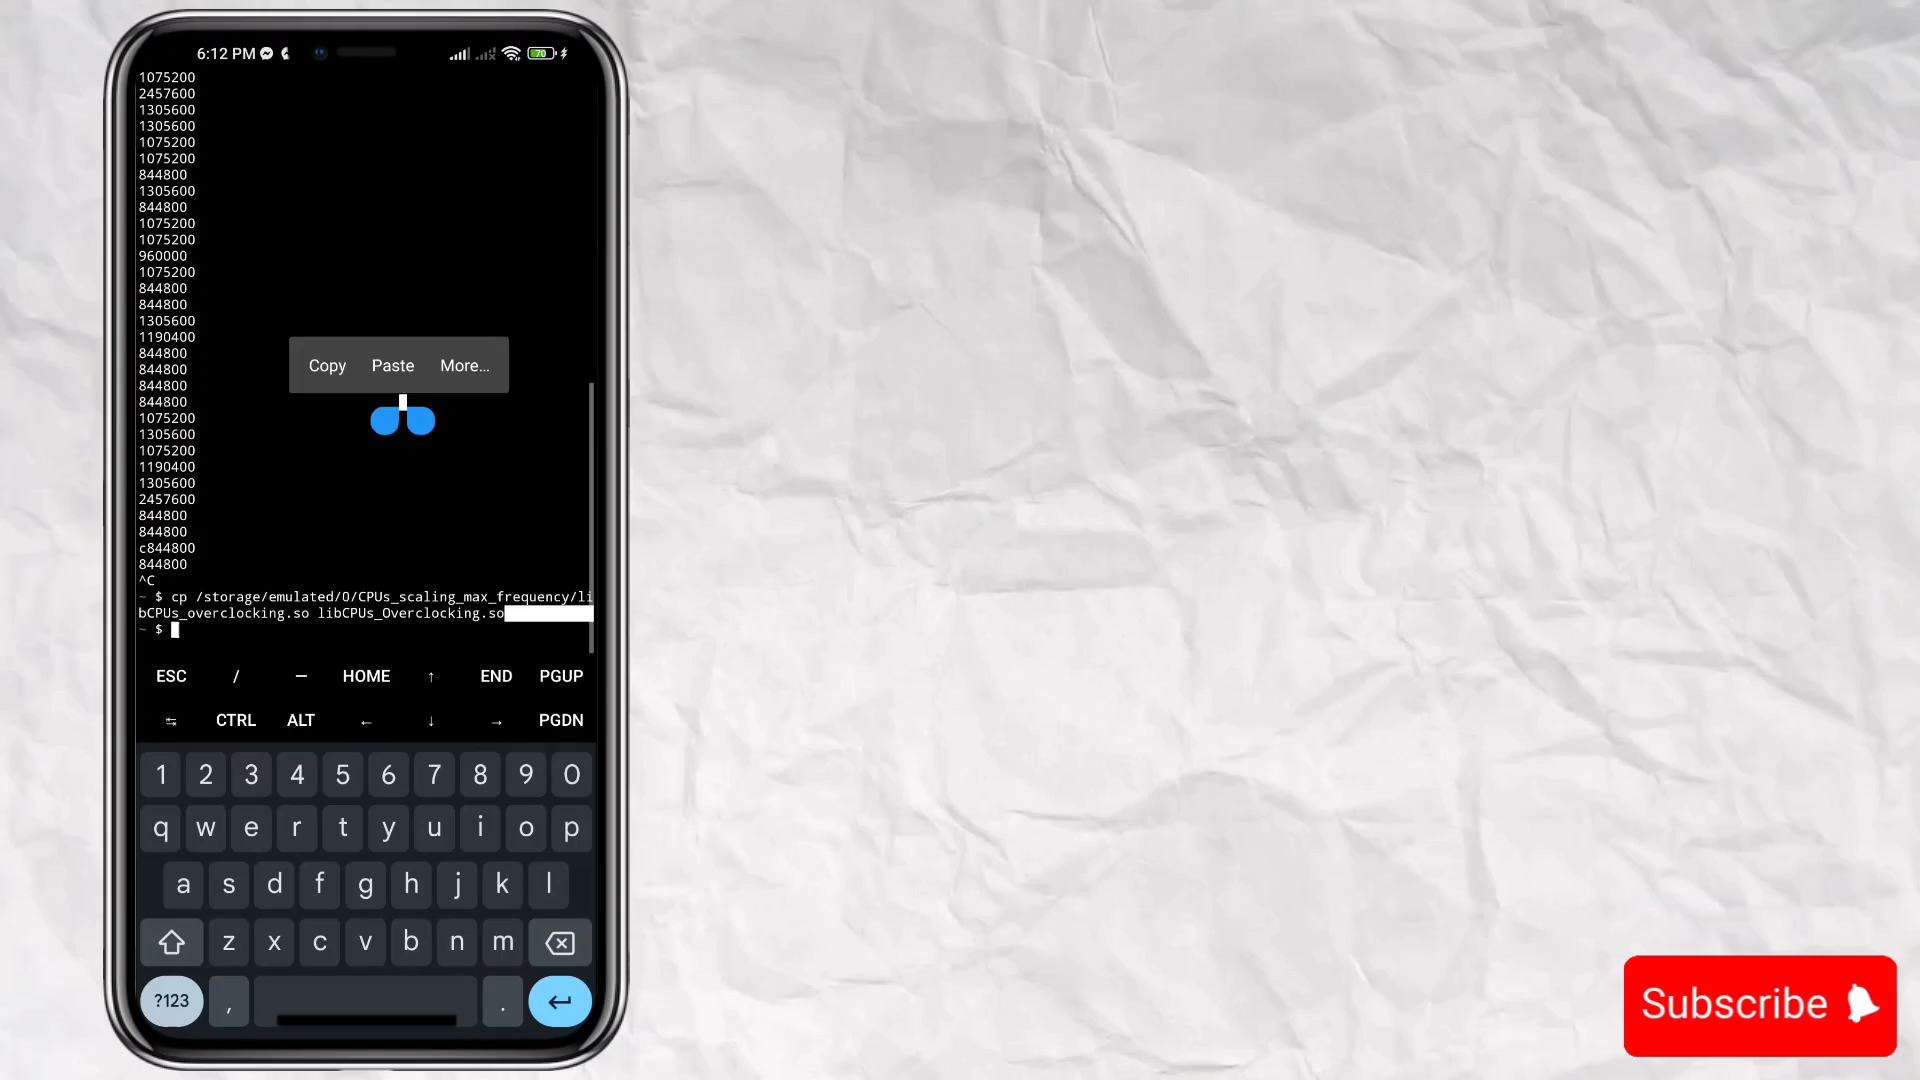 6:12 PM
70
1075200
2457600
1305600
1305600
1075200
1075200
844800
1305600
844800
1075200
1075200
960000
1075200
844800
844800
1305600
1190400
844800
844800
844800
844800
1075200
1305600
1075200
1190400
1305600
2457600
844800
844800
c844800
844800
^C
~ $ cp /storage/emulated/0/CPUs_scaling_max_frequency/li
bCPUs_overclocking.so libCPUs_Overclocking.so
~ $
Copy Paste More...
ESC / — HOME ↑ END PGUP
↹ CTRL ALT ← ↓ → PGDN
1 2 3 4 5 6 7 8 9 0
q w e r t y u i o p
a s d f g h j k l
z x c v b n m
?123 , .
Subscribe